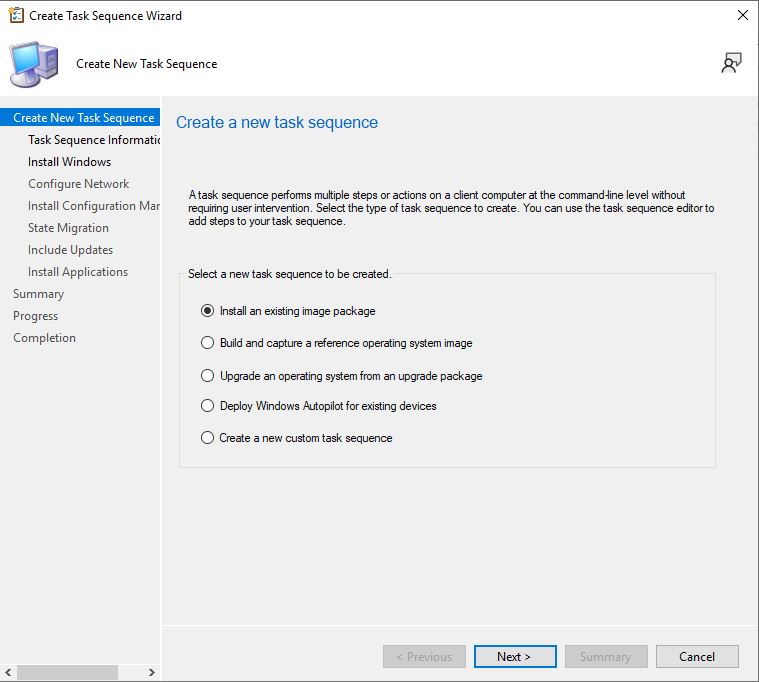 Create Task Sequence Wizard
Create New Task Sequence
Create New Task Sequence
Task Sequence Informatic
Install Windows
Configure Network
Install Configuration Mar
State Migration
Include Updates
Install Applications
Summary
Progress
Completion
Create a new task sequence
A task sequence performs multiple steps or actions on a client computer at the command-line level without
requiring user intervention. Select the type of task sequence to create. You can use the task sequence editor to
add steps to your task sequence.
Select a new task sequence to be created.
Install an existing image package
Build and capture a reference operating system image
Upgrade an operating system from an upgrade package
Deploy Windows Autopilot for existing devices
Create a new custom task sequence
< Previous
Next >
Summary
Cancel